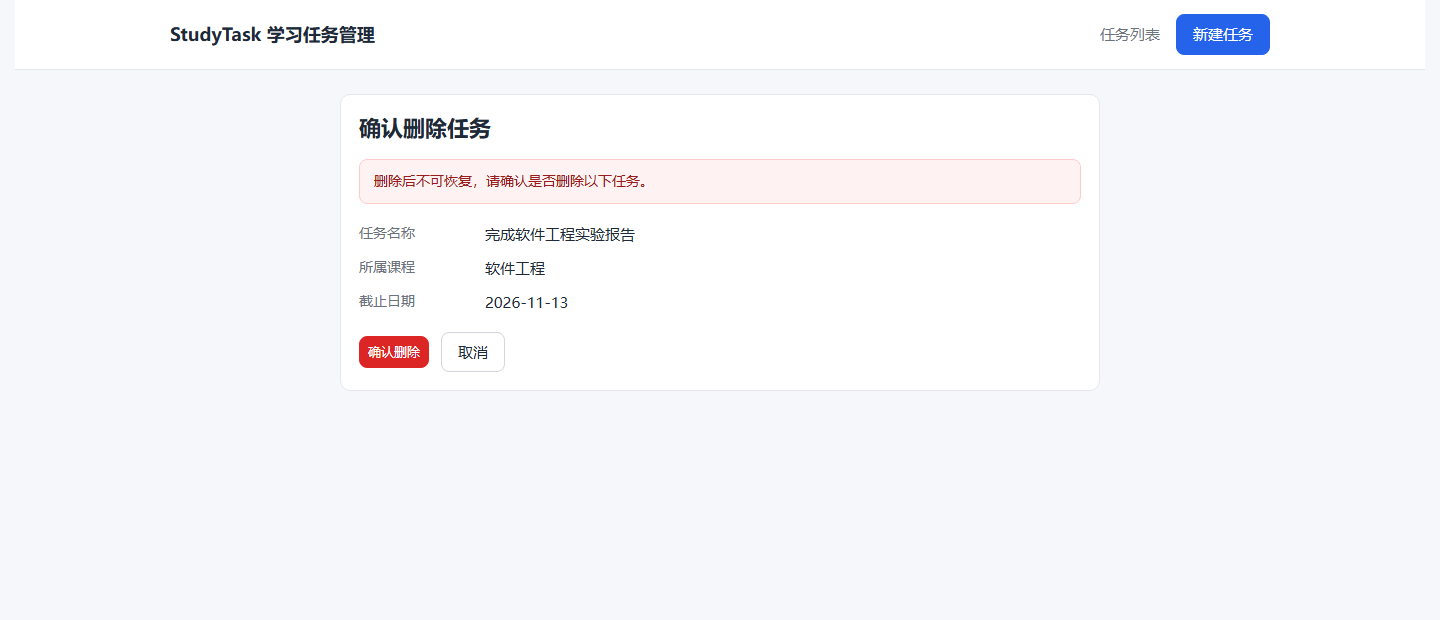 StudyTask 学习任务管理
任务列表
新建任务
确认删除任务
删除后不可恢复，请确认是否删除以下任务。
任务名称 完成软件工程实验报告
所属课程 软件工程
截止日期 2026-11-13
确认删除 取消